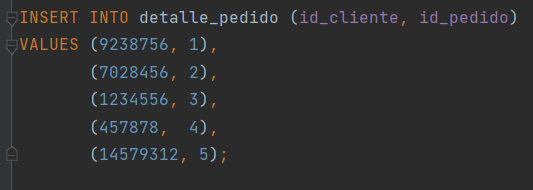 INSERT INTO detalle_pedido (id_cliente, id_pedido)
VALUES (9238756, 1),
(7028456, 2),
(1234556, 3),
(457878,  4),
(14579312, 5);